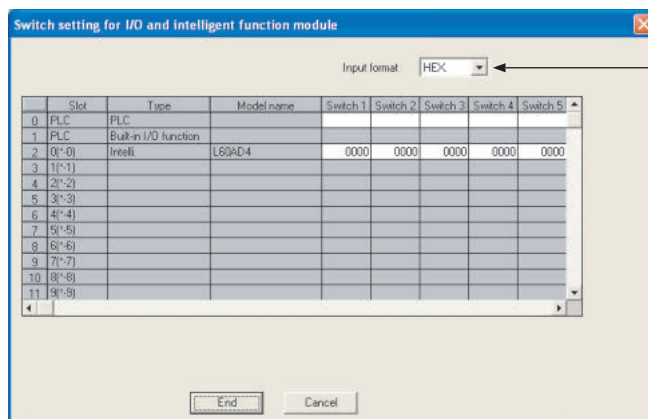 Switch setting for I/O and intelligent function module
Input format HEX
Slot Type Model name Switch 1 Switch 2 Switch 3 Switch 4 Switch 5
0 PLC PLC
1 PLC Built-in I/O function
2 0(*-0) Intelli. L60AD4 0000 0000 0000 0000 0000
3 1(*-1)
4 2(*-2)
5 3(*-3)
6 4(*-4)
7 5(*-5)
8 6(*-6)
9 7(*-7)
10 8(*-8)
11 9(*-9)
End Cancel